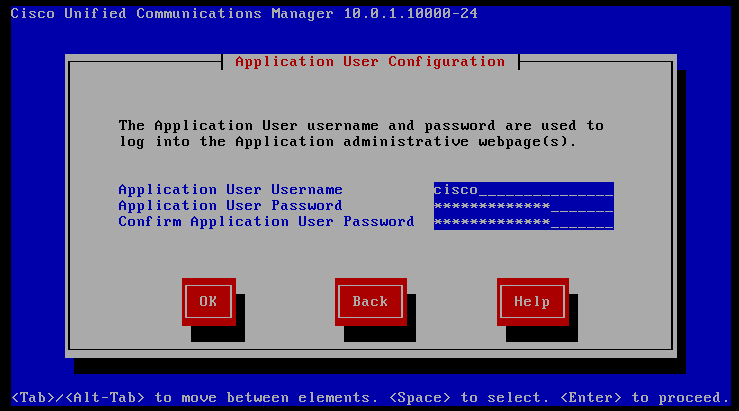 Cisco Unified Communications Manager 10.0.1.10000-24
Application User Configuration
The Application User username and password are used to
log into the Application administrative webpage(s).
Application User Username cisco_______________
Application User Password *************_______
Confirm Application User Password *************_______
OK Back Help
<Tab>/<Alt-Tab> to move between elements. <Space> to select. <Enter> to proceed.